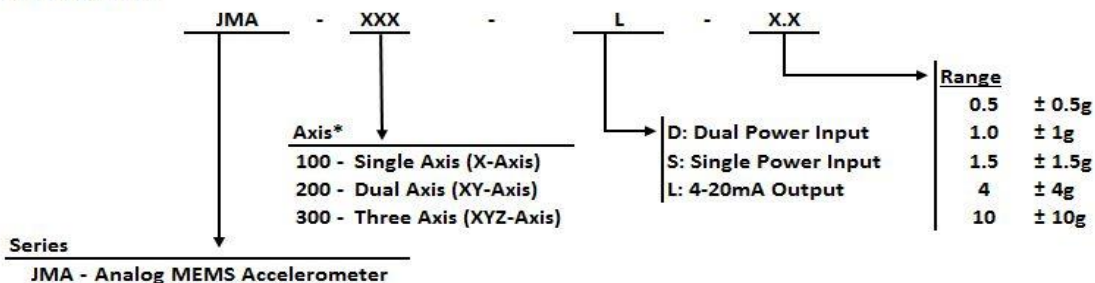 JMA - XXX - L - X.X
Range
0.5 ± 0.5g
1.0 ± 1g
1.5 ± 1.5g
4 ± 4g
10 ± 10g
D: Dual Power Input
S: Single Power Input
L: 4-20mA Output
Axis*
100 - Single Axis (X-Axis)
200 - Dual Axis (XY-Axis)
300 - Three Axis (XYZ-Axis)
Series
JMA - Analog MEMS Accelerometer